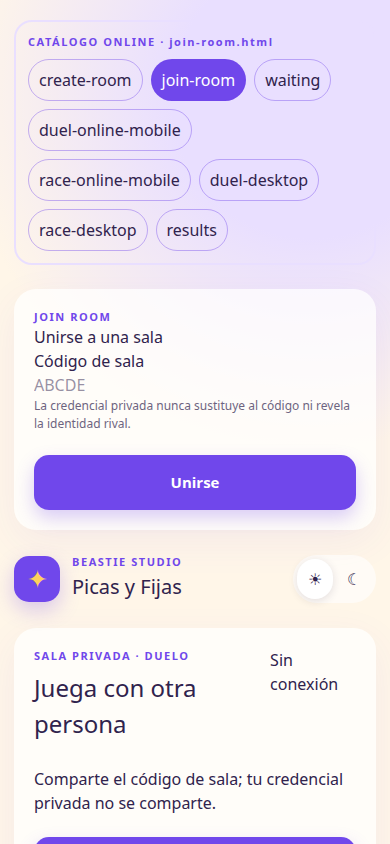 CATÁLOGO ONLINE · join-room.html
create-room join-room waiting
duel-online-mobile
race-online-mobile duel-desktop
race-desktop results
JOIN ROOM
Unirse a una sala
Código de sala
ABCDE
La credencial privada nunca sustituye al código ni revela
la identidad rival.
Unirse
BEASTIE STUDIO
Picas y Fijas
SALA PRIVADA · DUELO
Sin
conexión
Juega con otra
persona
Comparte el código de sala; tu credencial
privada no se comparte.